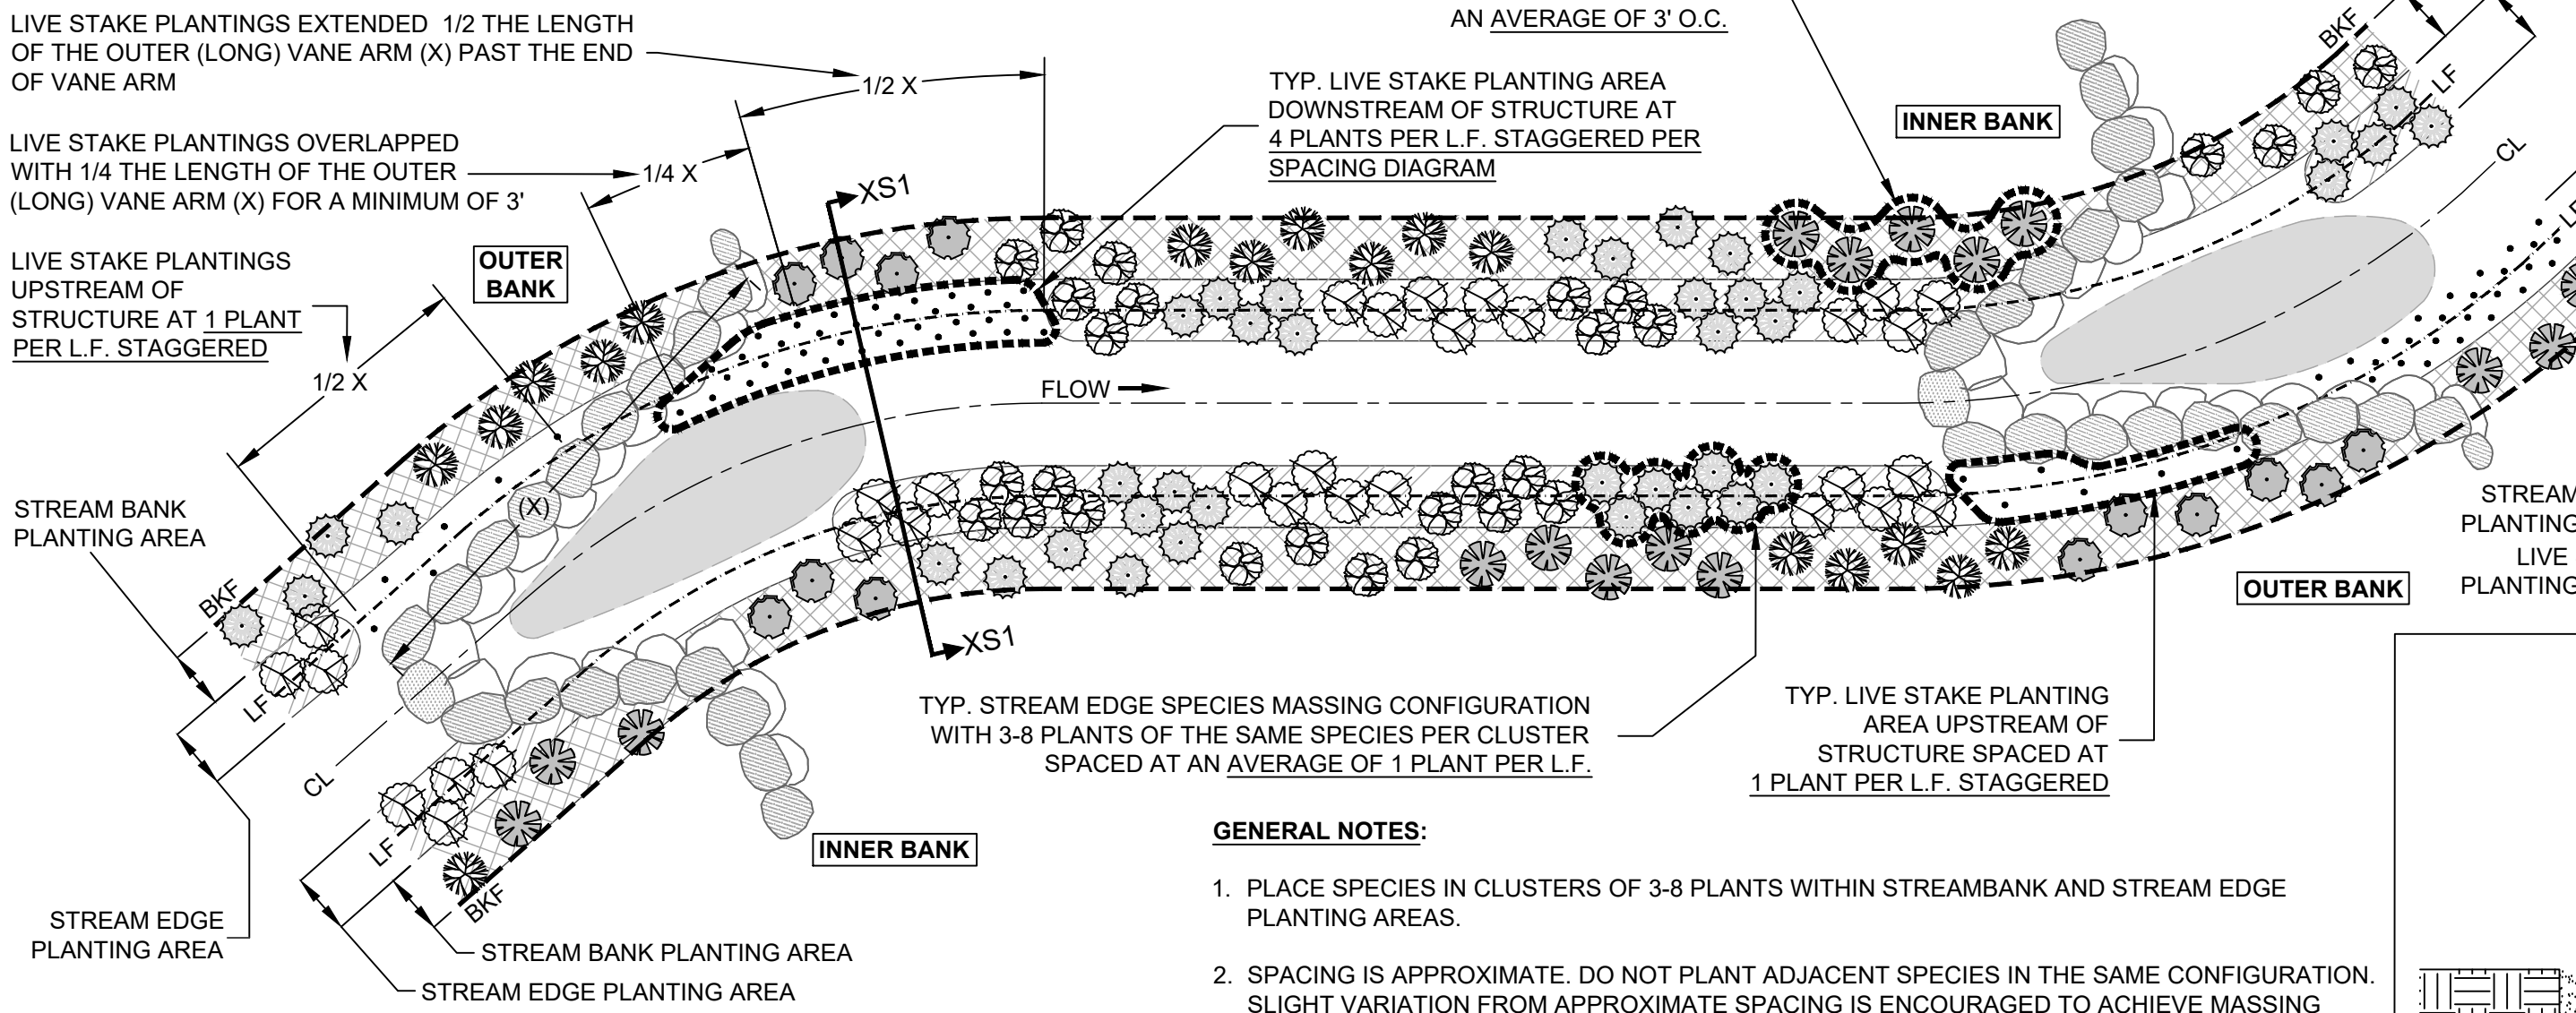 LIVE STAKE PLANTINGS EXTENDED 1/2 THE LENGTH
OF THE OUTER (LONG) VANE ARM (X) PAST THE END
OF VANE ARM
LIVE STAKE PLANTINGS OVERLAPPED
WITH 1/4 THE LENGTH OF THE OUTER
(LONG) VANE ARM (X) FOR A MINIMUM OF 3'
LIVE STAKE PLANTINGS
UPSTREAM OF
STRUCTURE AT 1 PLANT
PER L.F. STAGGERED
1/2 X
1/4 X
1/2 X
OUTER
BANK
XS1
AN AVERAGE OF 3' O.C.
TYP. LIVE STAKE PLANTING AREA
DOWNSTREAM OF STRUCTURE AT
4 PLANTS PER L.F. STAGGERED PER
SPACING DIAGRAM
INNER BANK
BKF
LF
CL
LF
FLOW
(X)
STREAM BANK
PLANTING AREA
BKF
LF
CL
LF
BKF
XS1
STREAM EDGE
PLANTING AREA
STREAM BANK PLANTING AREA
STREAM EDGE PLANTING AREA
INNER BANK
TYP. STREAM EDGE SPECIES MASSING CONFIGURATION
WITH 3-8 PLANTS OF THE SAME SPECIES PER CLUSTER
SPACED AT AN AVERAGE OF 1 PLANT PER L.F.
TYP. LIVE STAKE PLANTING
AREA UPSTREAM OF
STRUCTURE SPACED AT
1 PLANT PER L.F. STAGGERED
OUTER BANK
STREAM
PLANTING
LIVE
PLANTING
GENERAL NOTES:
1. PLACE SPECIES IN CLUSTERS OF 3-8 PLANTS WITHIN STREAMBANK AND STREAM EDGE
PLANTING AREAS.
2. SPACING IS APPROXIMATE. DO NOT PLANT ADJACENT SPECIES IN THE SAME CONFIGURATION.
SLIGHT VARIATION FROM APPROXIMATE SPACING IS ENCOURAGED TO ACHIEVE MASSING